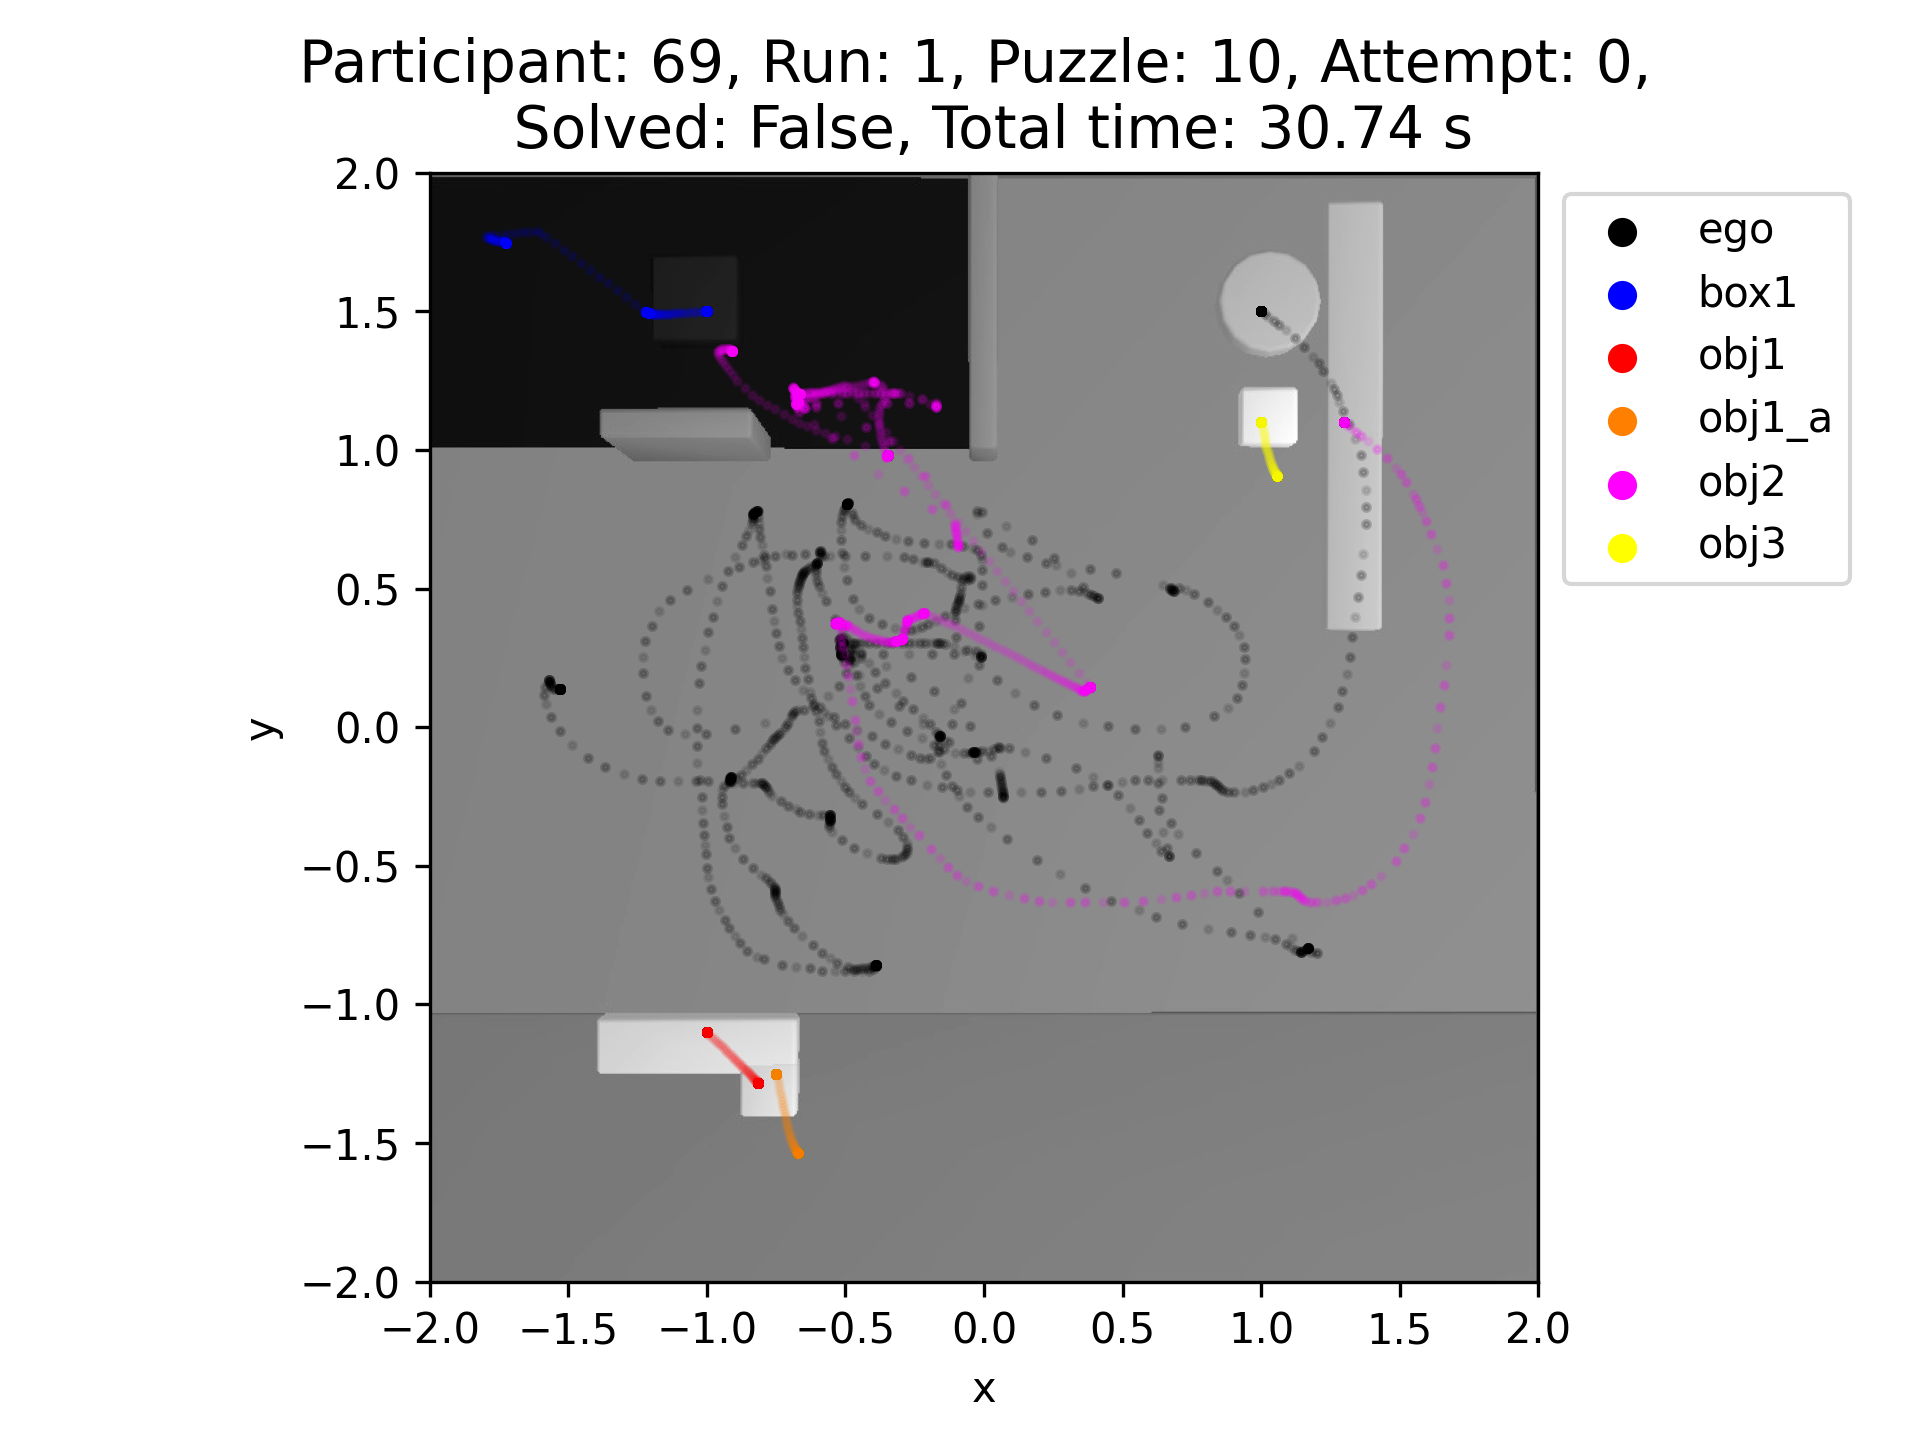 Participant: 69, Run: 1, Puzzle: 10, Attempt: 0,
Solved: False, Total time: 30.74 s
2.0
1.5
1.0
0.5
0.0
−0.5
−1.0
−1.5
−2.0
y
−2.0 −1.5 −1.0 −0.5 0.0 0.5 1.0 1.5 2.0
x
ego
box1
obj1
obj1_a
obj2
obj3